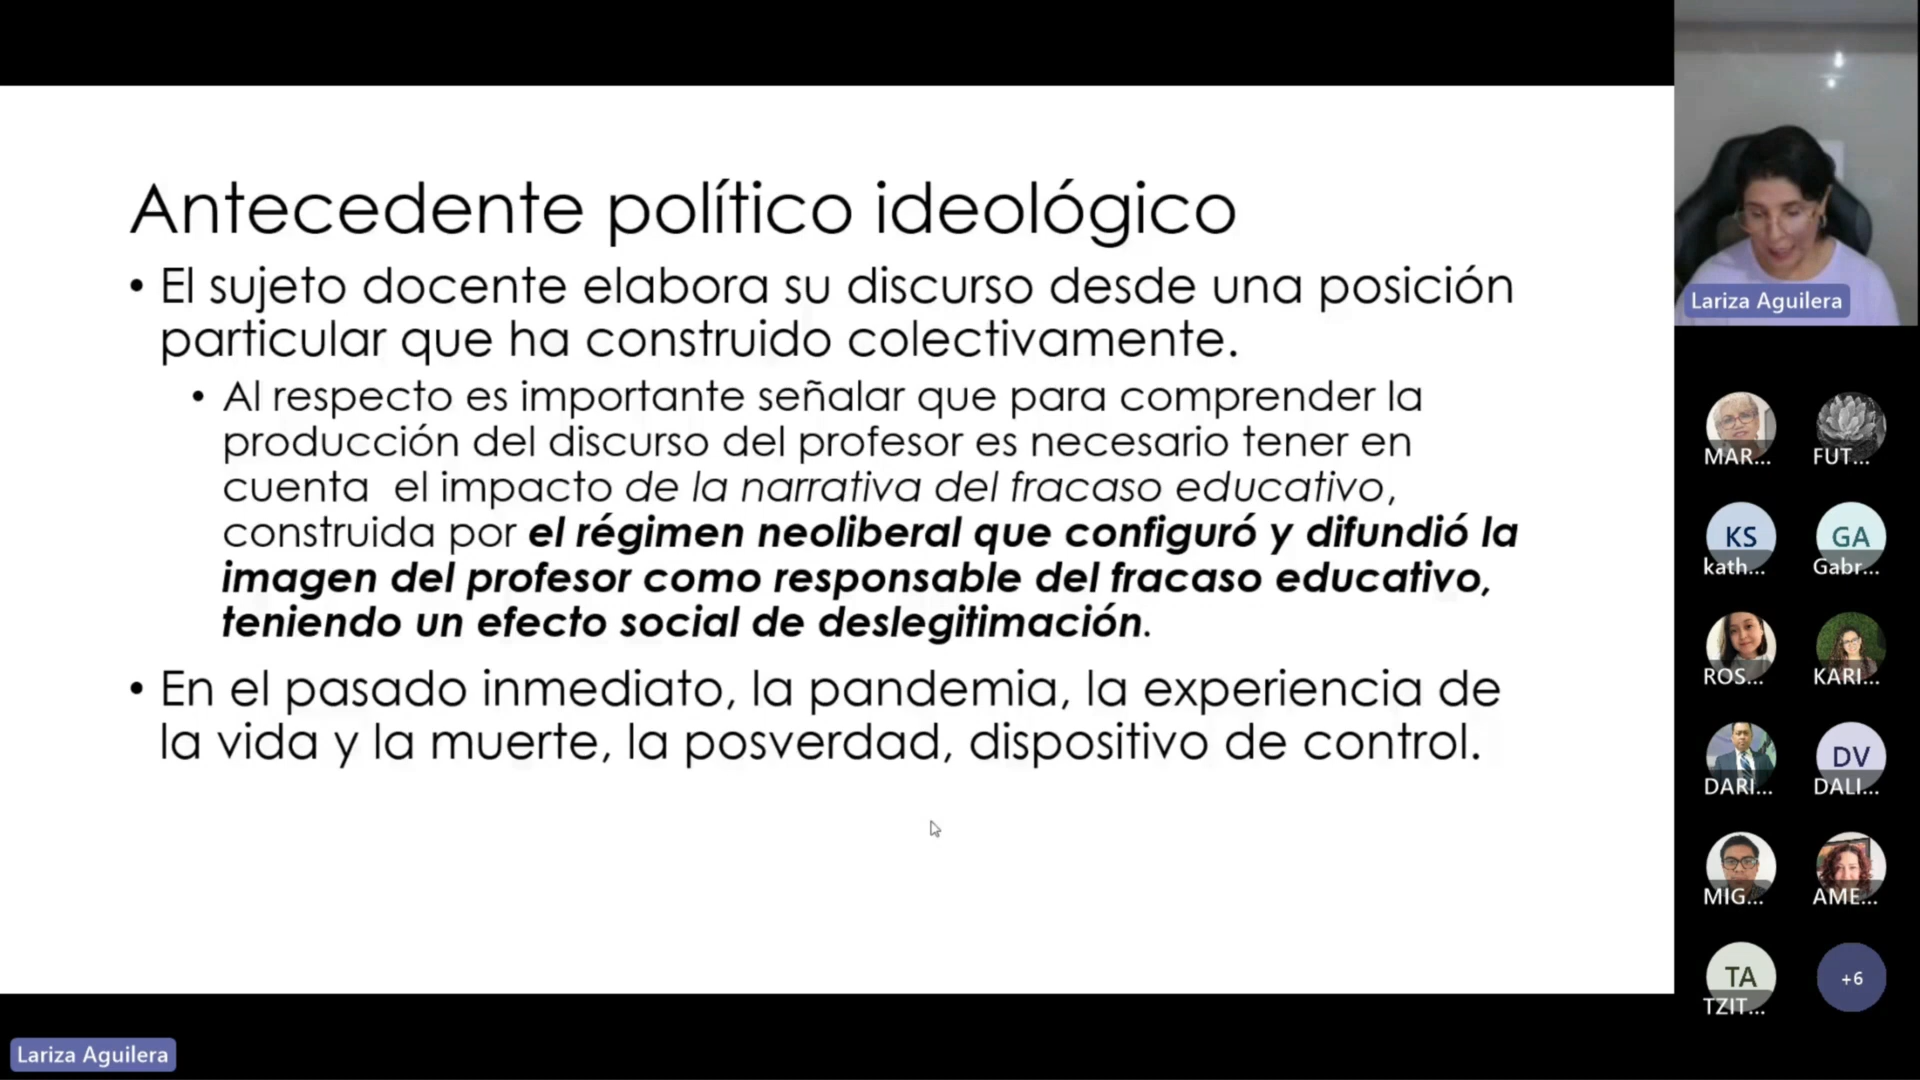 Antecedente político ideológico
• El sujeto docente elabora su discurso desde una posición
particular que ha construido colectivamente.
• Al respecto es importante señalar que para comprender la
producción del discurso del profesor es necesario tener en
cuenta el impacto de la narrativa del fracaso educativo,
construida por el régimen neoliberal que configuró y difundió la
imagen del profesor como responsable del fracaso educativo,
teniendo un efecto social de deslegitimación.
• En el pasado inmediato, la pandemia, la experiencia de
la vida y la muerte, la posverdad, dispositivo de control.
Lariza Aguilera
MAR...
FUT...
KS
GA
kath...
Gabr...
ROS...
KARI...
DV
DARI...
DALI...
MIG...
AME...
TA
+6
TZIT...
Lariza Aguilera